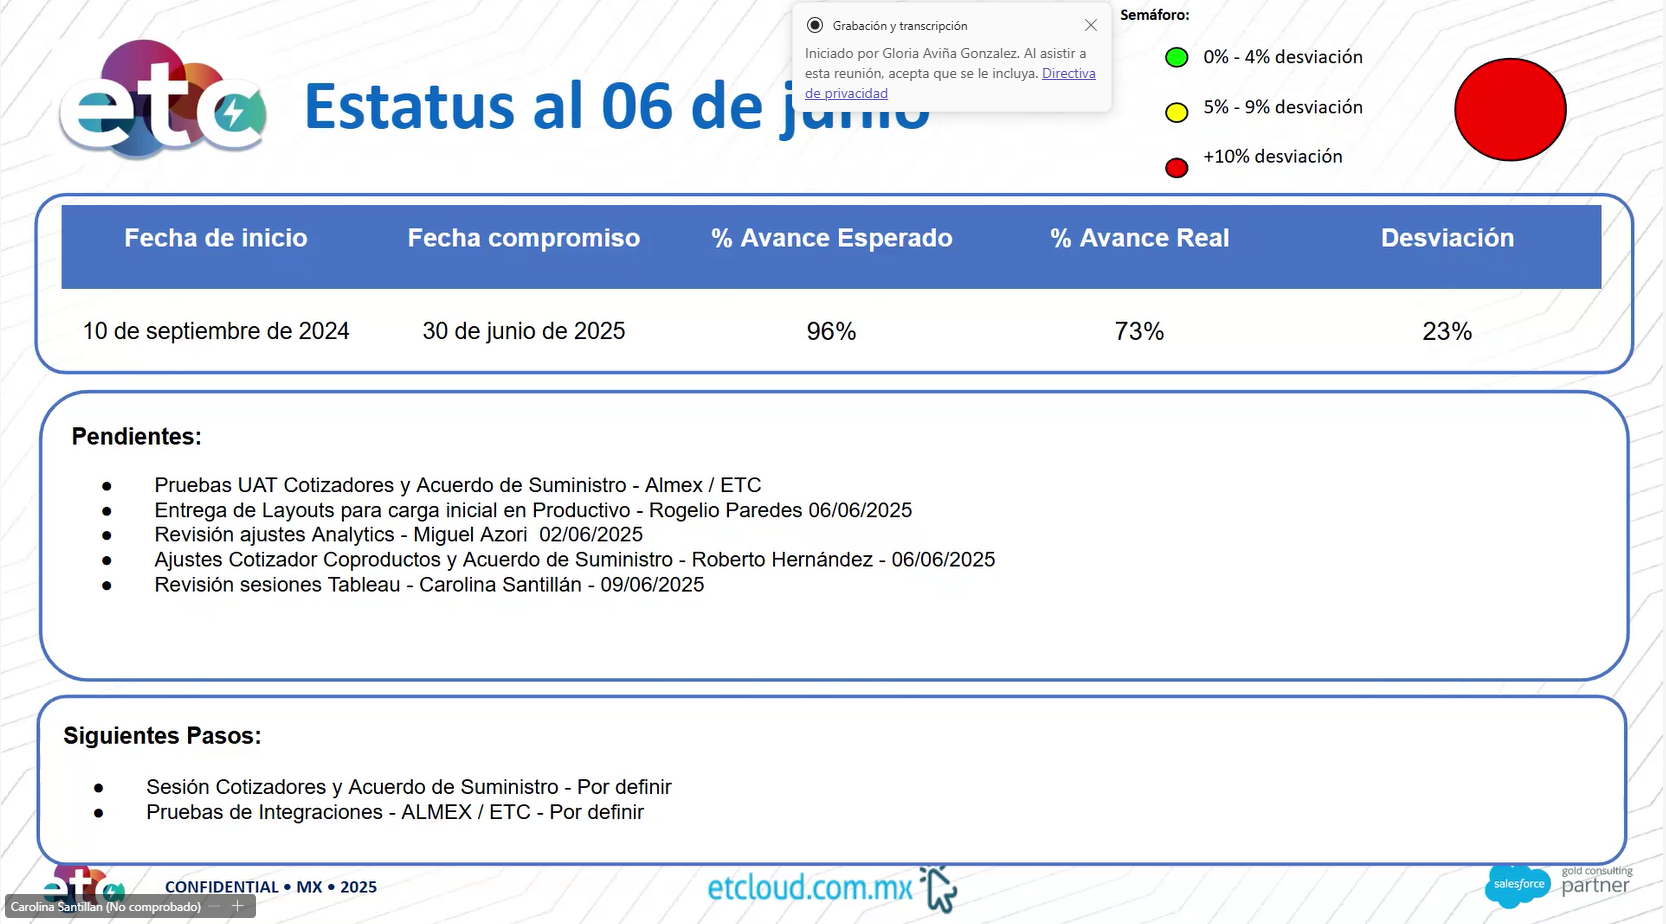 Grabación y transcripción
Iniciado por Gloria Aviña Gonzalez. Al asistir a
esta reunión, acepta que se le incluya. Directiva
de privacidad
Semáforo:
0% - 4% desviación
5% - 9% desviación
+10% desviación
etc
Estatus al 06 de junio
Fecha de inicio Fecha compromiso % Avance Esperado % Avance Real Desviación
10 de septiembre de 2024 30 de junio de 2025 96% 73% 23%
Pendientes:
● Pruebas UAT Cotizadores y Acuerdo de Suministro - Almex / ETC
● Entrega de Layouts para carga inicial en Productivo - Rogelio Paredes 06/06/2025
● Revisión ajustes Analytics - Miguel Azori 02/06/2025
● Ajustes Cotizador Coproductos y Acuerdo de Suministro - Roberto Hernández - 06/06/2025
● Revisión sesiones Tableau - Carolina Santillán - 09/06/2025
Siguientes Pasos:
● Sesión Cotizadores y Acuerdo de Suministro - Por definir
● Pruebas de Integraciones - ALMEX / ETC - Por definir
etc
CONFIDENTIAL • MX • 2025
etcloud.com.mx
salesforce
gold consulting
partner
Carolina Santillan (No comprobado)